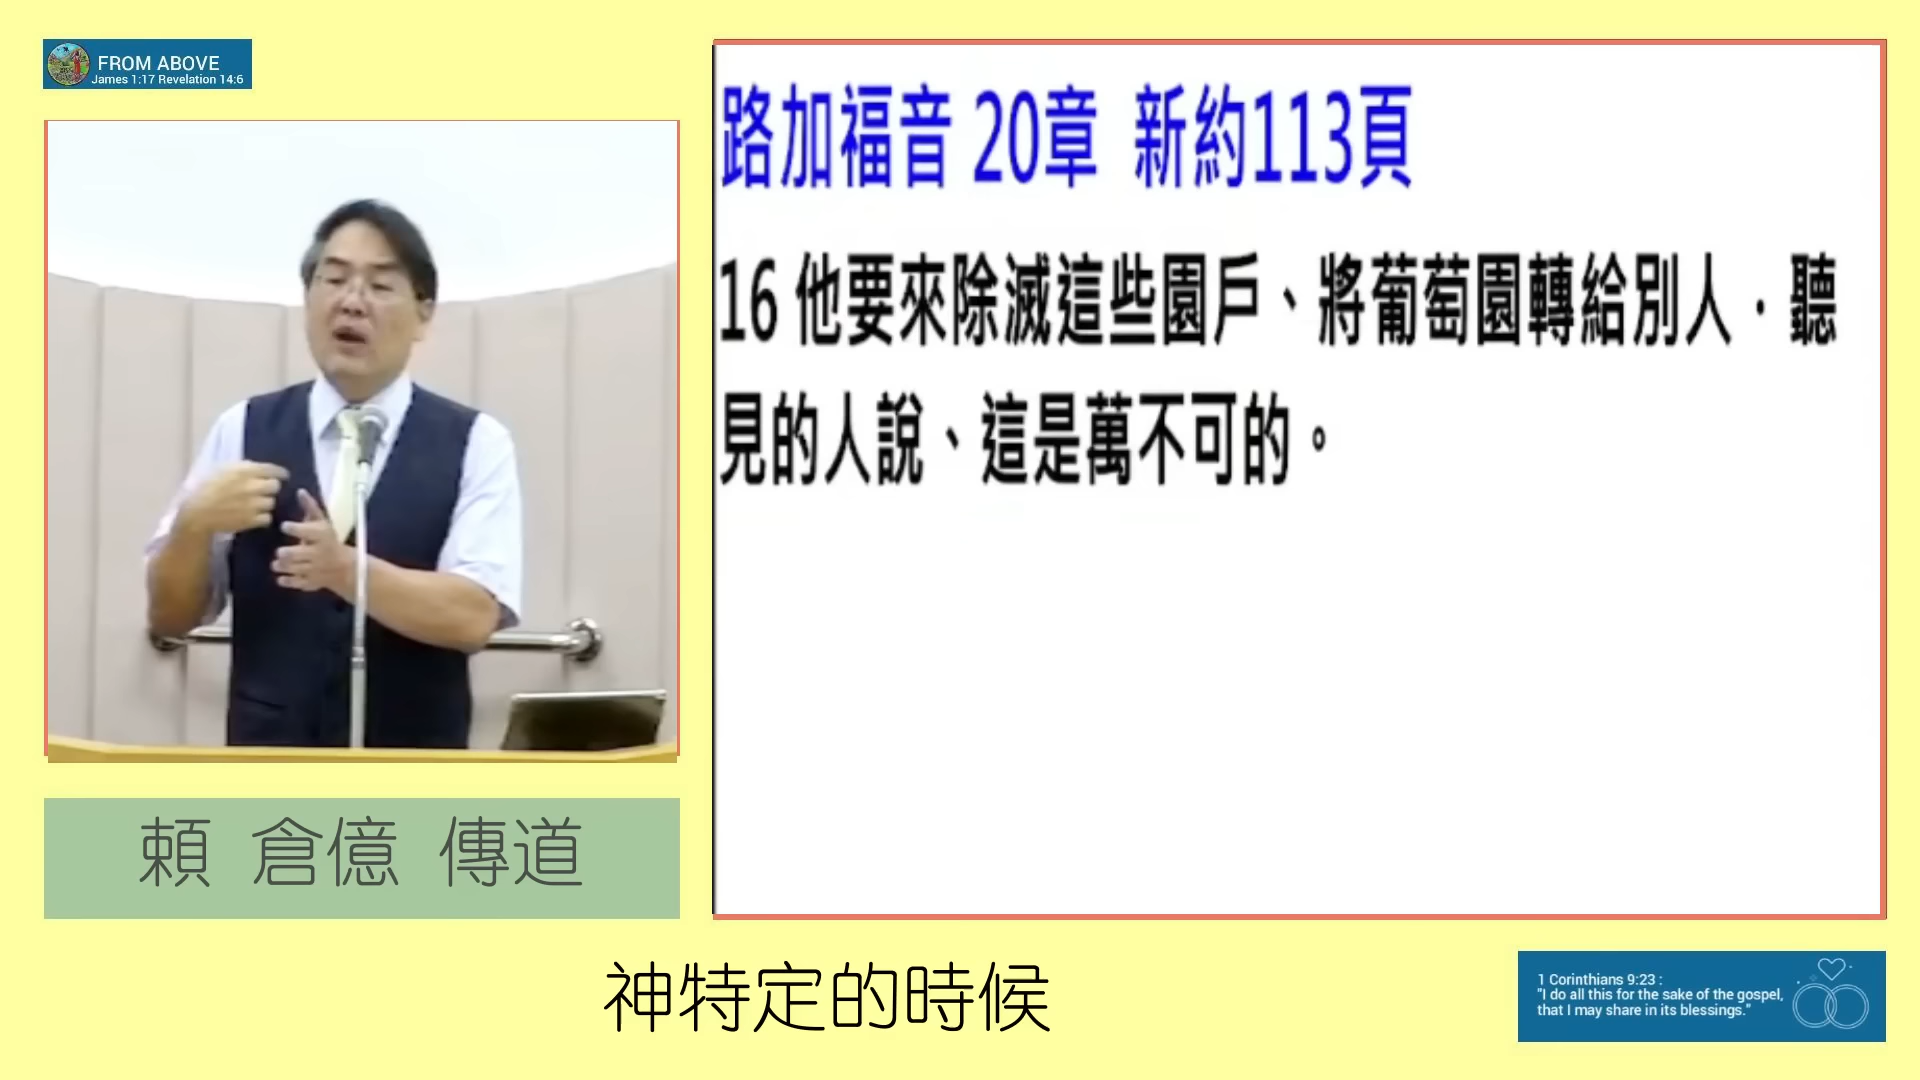 FROM ABOVE
James 1:17 Revelation 14:6
路加福音 20章 新約113頁
16 他要來除滅這些園戶、將葡萄園轉給別人．聽
見的人說、這是萬不可的。
賴 倉億 傳道
神特定的時候
1 Corinthians 9:23 :
"I do all this for the sake of the gospel,
that I may share in its blessings."